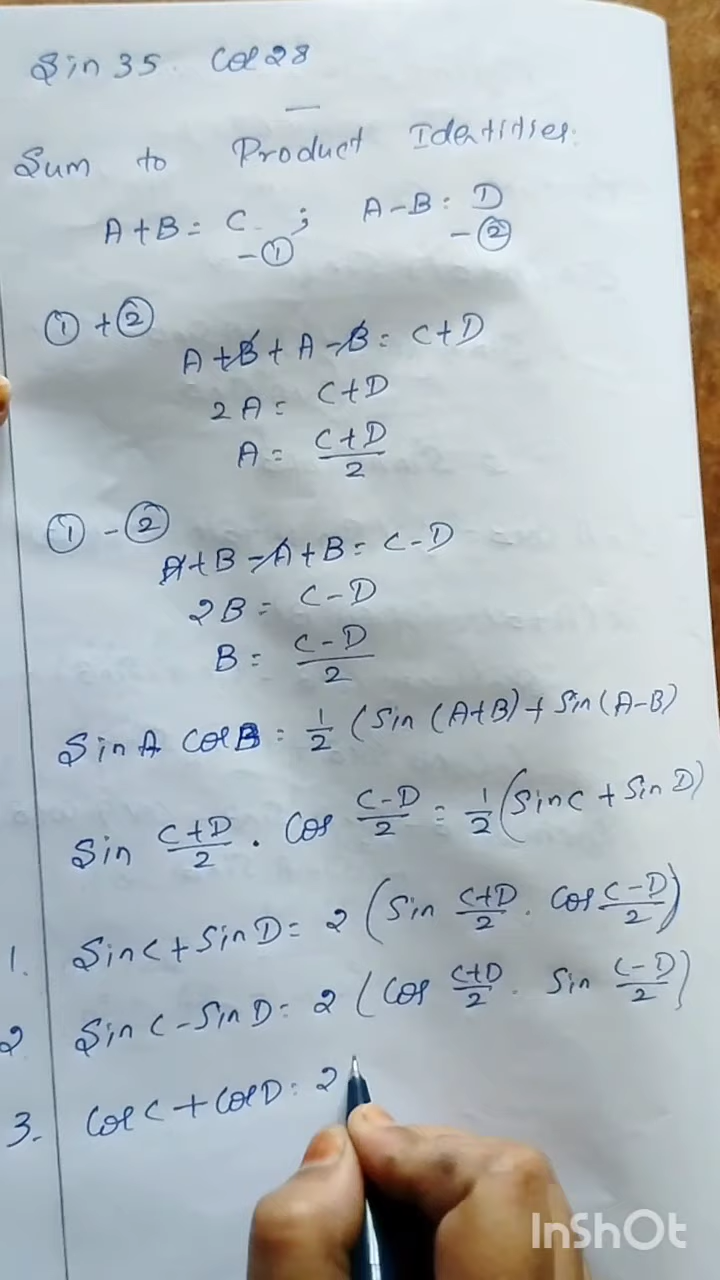 Sin 35. Cos 28
Sum to Product Identities:
A+B = C ; A-B = D
-① -②
① + ②
A+B+A-B = C+D
2A = C+D
A = C+D/2
① - ②
A+B-A+B = C-D
2B = C-D
B = C-D/2
Sin A Cos B = 1/2 (Sin (A+B) + Sin (A-B)
Sin C+D/2 . Cos C-D/2 = 1/2 (Sin C + Sin D)
1. Sin C + Sin D = 2 (Sin C+D/2 . Cos C-D/2)
2 Sin C - Sin D = 2 (Cos C+D/2 . Sin C-D/2)
3. Cos C + Cos D = 2
InShOt